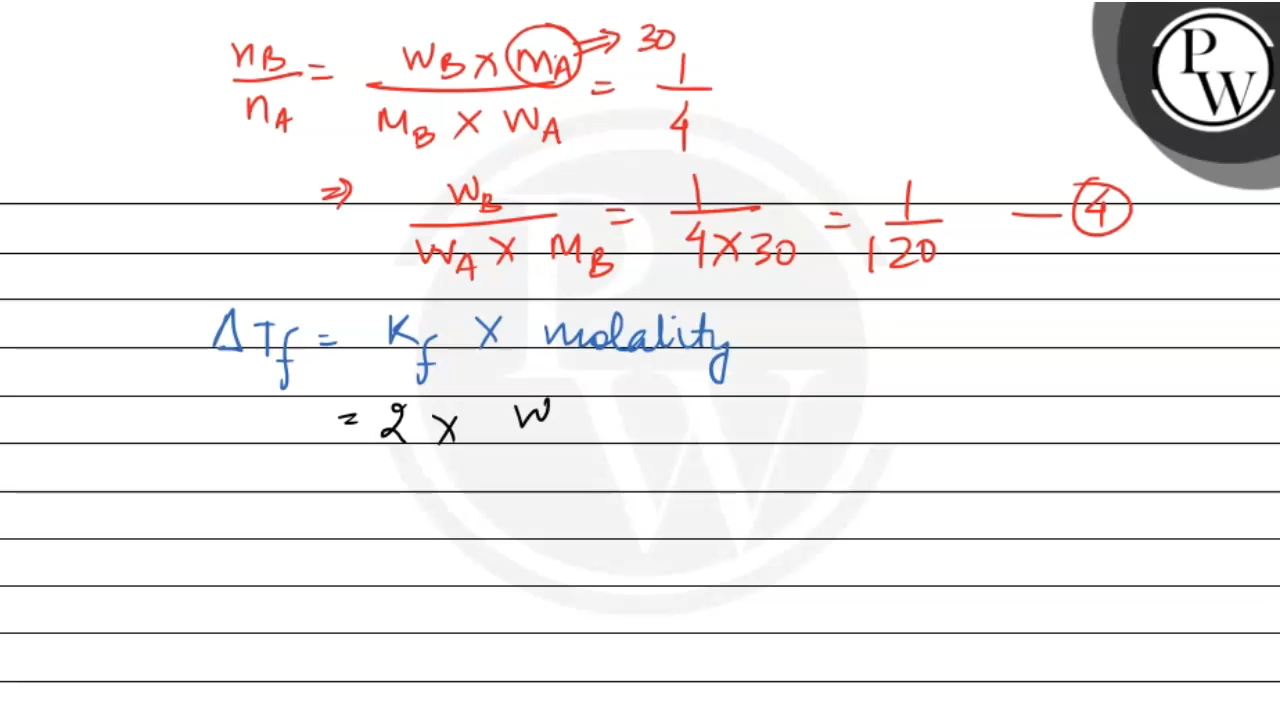 nB/nA = WB × MA/MB × WA = 1/4 ⇒ 30
⇒ WB/WA × MB = 1/4×30 = 1/120 — 4
ΔTf = Kf × molality
= 2 × W
PW
PW